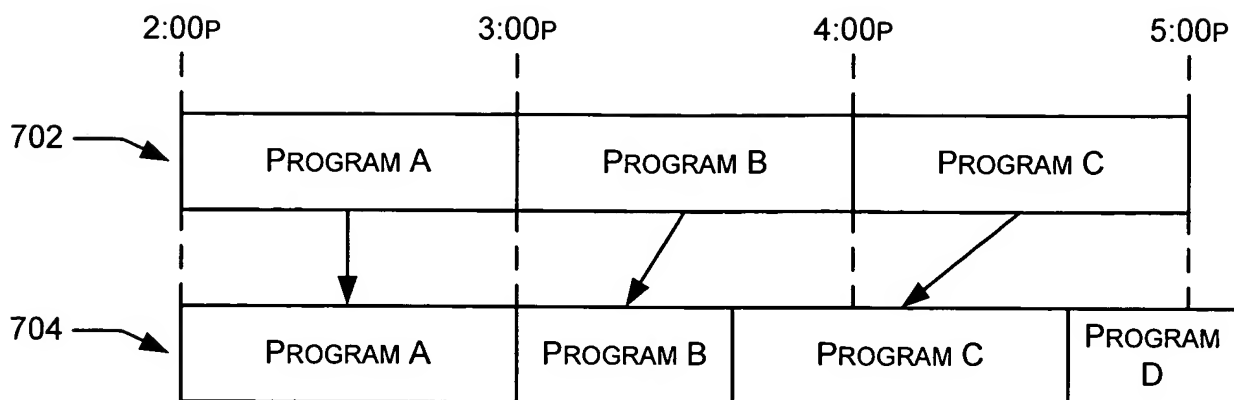 2:00P 3:00P 4:00P 5:00P
702 PROGRAM A PROGRAM B PROGRAM C
704 PROGRAM A PROGRAM B PROGRAM C PROGRAM
D